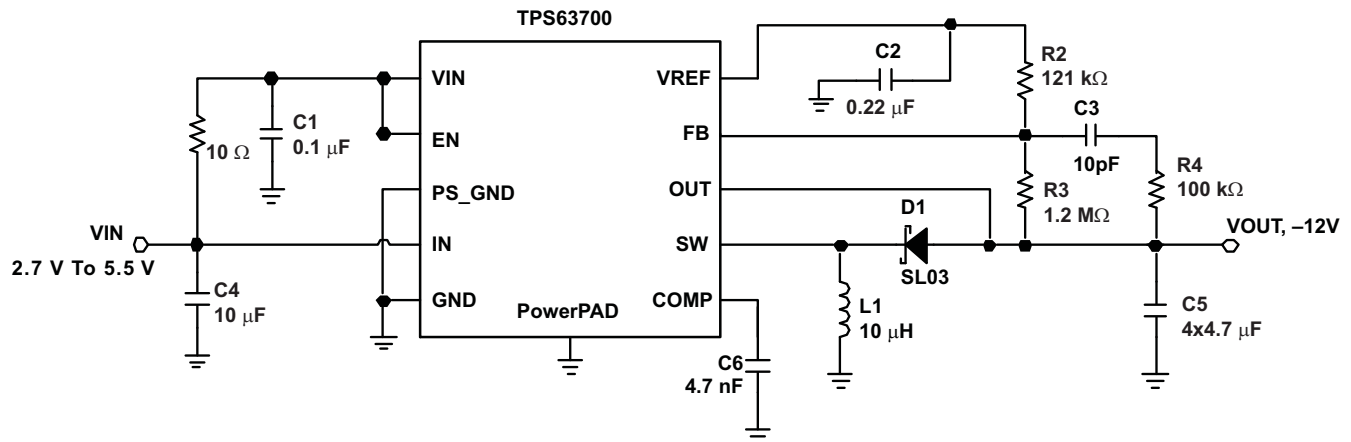 TPS63700
VIN
EN
PS_GND
IN
GND
PowerPAD
VREF
FB
OUT
SW
COMP
10 Ω
C1
0.1 μF
VIN
2.7 V To 5.5 V
C4
10 μF
C2
0.22 μF
R2
121 kΩ
C3
10pF
R4
100 kΩ
R3
1.2 MΩ
D1
SL03
VOUT, –12V
L1
10 μH
C5
4x4.7 μF
C6
4.7 nF